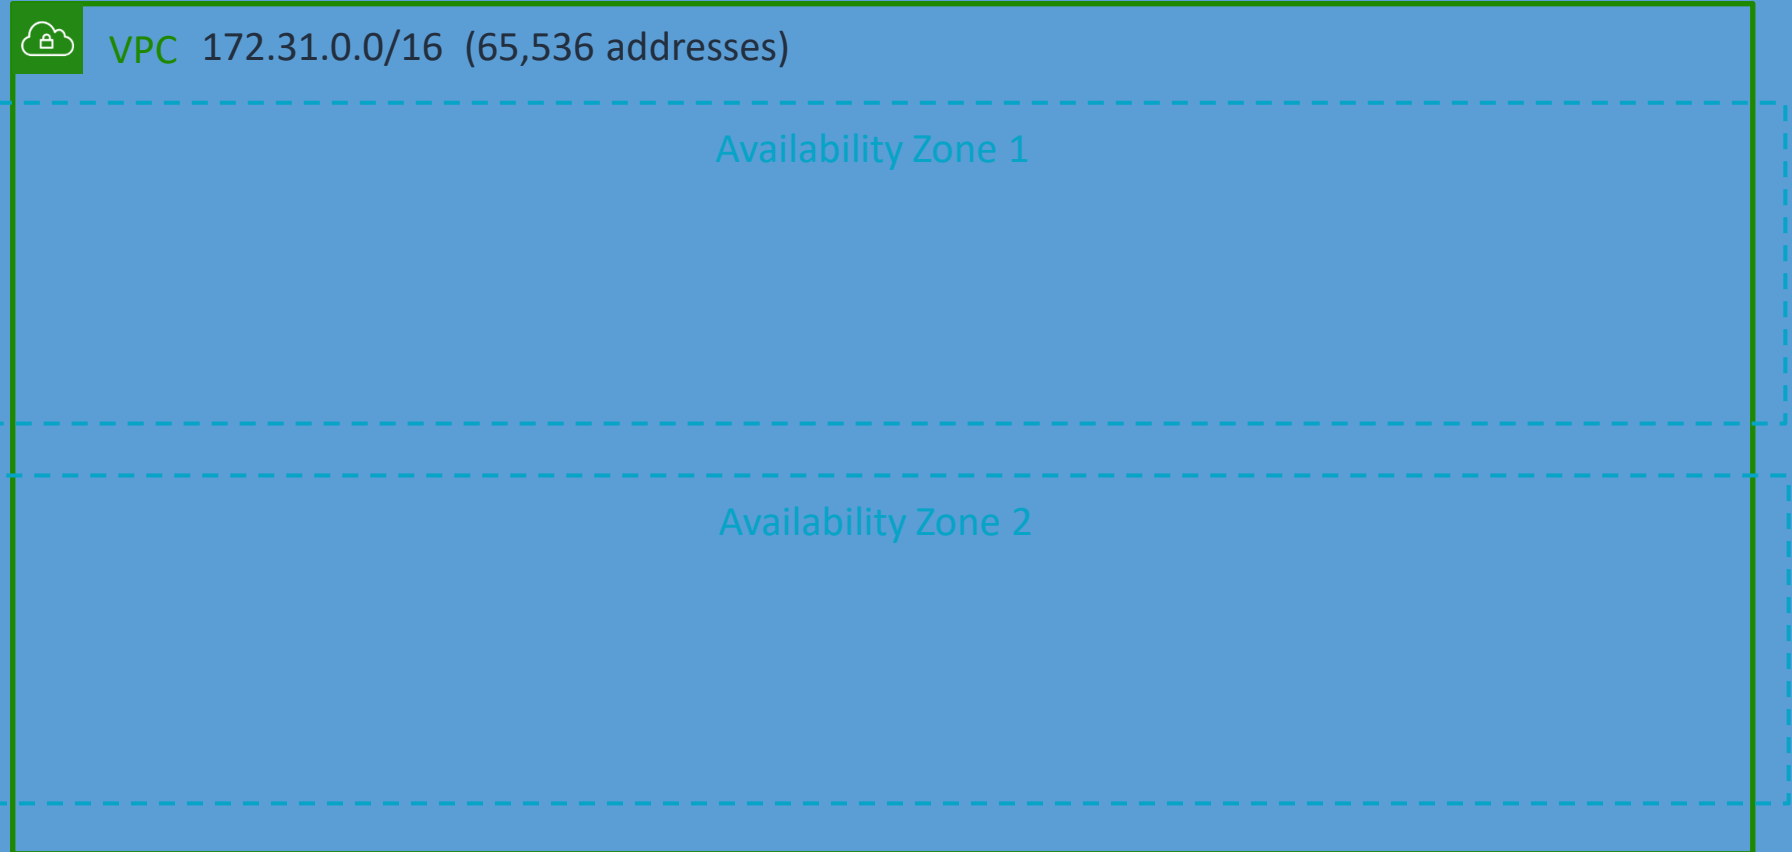 VPC 172.31.0.0/16 (65,536 addresses)
Availability Zone 1
Availability Zone 2